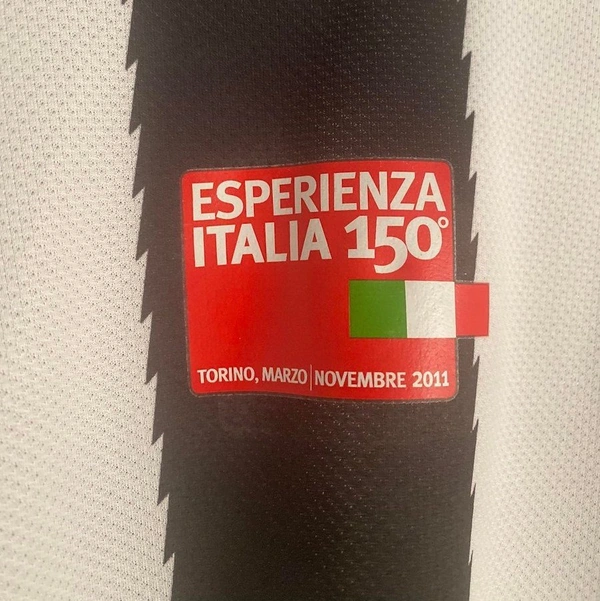 ESPERIENZA
ITALIA 150°
TORINO, MARZO|NOVEMBRE 2011